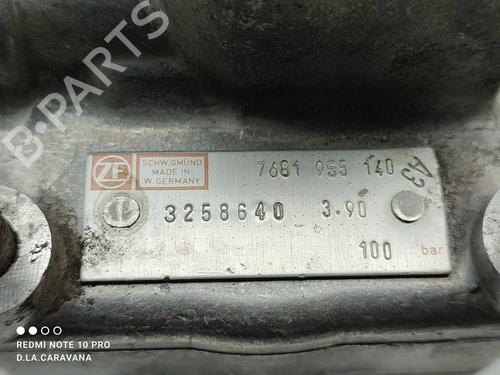 B-PARTS
ZF
SCHW.GMÜND
MADE IN
W. GERMANY
7681 955 140
A3
3258640 3.90
100 bar
REDMI NOTE 10 PRO
D.LA.CARAVANA